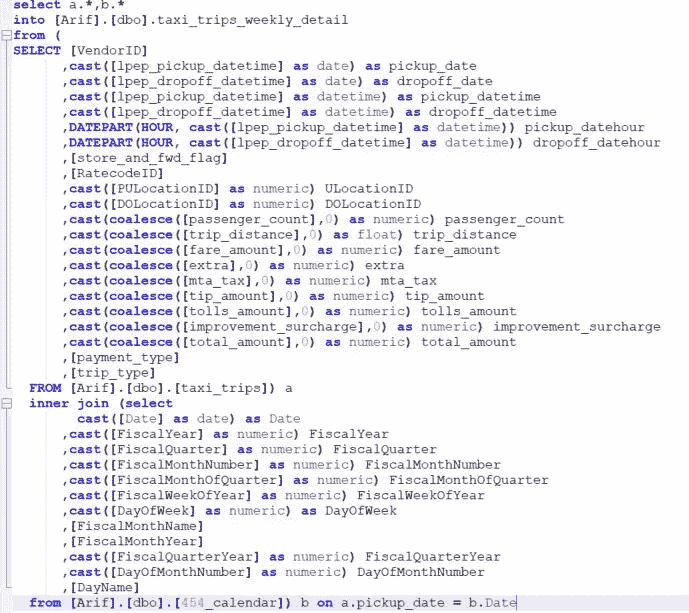 select a.*,b.*
into [Arif].[dbo].taxi_trips_weekly_detail
from (
SELECT [VendorID]
,cast([lpep_pickup_datetime] as date) as pickup_date
,cast([lpep_dropoff_datetime] as date) as dropoff_date
,cast([lpep_pickup_datetime] as datetime) as pickup_datetime
,cast([lpep_dropoff_datetime] as datetime) as dropoff_datetime
,DATEPART(HOUR, cast([lpep_pickup_datetime] as datetime)) pickup_datehour
,DATEPART(HOUR, cast([lpep_dropoff_datetime] as datetime)) dropoff_datehour
,[store_and_fwd_flag]
,[RatecodeID]
,cast([PULocationID] as numeric) ULocationID
,cast([DOLocationID] as numeric) DOLocationID
,cast(coalesce([passenger_count],0) as numeric) passenger_count
,cast(coalesce([trip_distance],0) as float) trip_distance
,cast(coalesce([fare_amount],0) as numeric) fare_amount
,cast(coalesce([extra],0) as numeric) extra
,cast(coalesce([mta_tax],0) as numeric) mta_tax
,cast(coalesce([tip_amount],0) as numeric) tip_amount
,cast(coalesce([tolls_amount],0) as numeric) tolls_amount
,cast(coalesce([improvement_surcharge],0) as numeric) improvement_surcharge
,cast(coalesce([total_amount],0) as numeric) total_amount
,[payment_type]
,[trip_type]
FROM [Arif].[dbo].[taxi_trips]) a
inner join (select
cast([Date] as date) as Date
,cast([FiscalYear] as numeric) FiscalYear
,cast([FiscalQuarter] as numeric) FiscalQuarter
,cast([FiscalMonthNumber] as numeric) FiscalMonthNumber
,cast([FiscalMonthOfQuarter] as numeric) FiscalMonthOfQuarter
,cast([FiscalWeekOfYear] as numeric) FiscalWeekOfYear
,cast([DayOfWeek] as numeric) as DayOfWeek
,[FiscalMonthName]
,[FiscalMonthYear]
,cast([FiscalQuarterYear] as numeric) FiscalQuarterYear
,cast([DayOfMonthNumber] as numeric) DayOfMonthNumber
,[DayName]
from [Arif].[dbo].[454_calendar]) b on a.pickup_date = b.Date